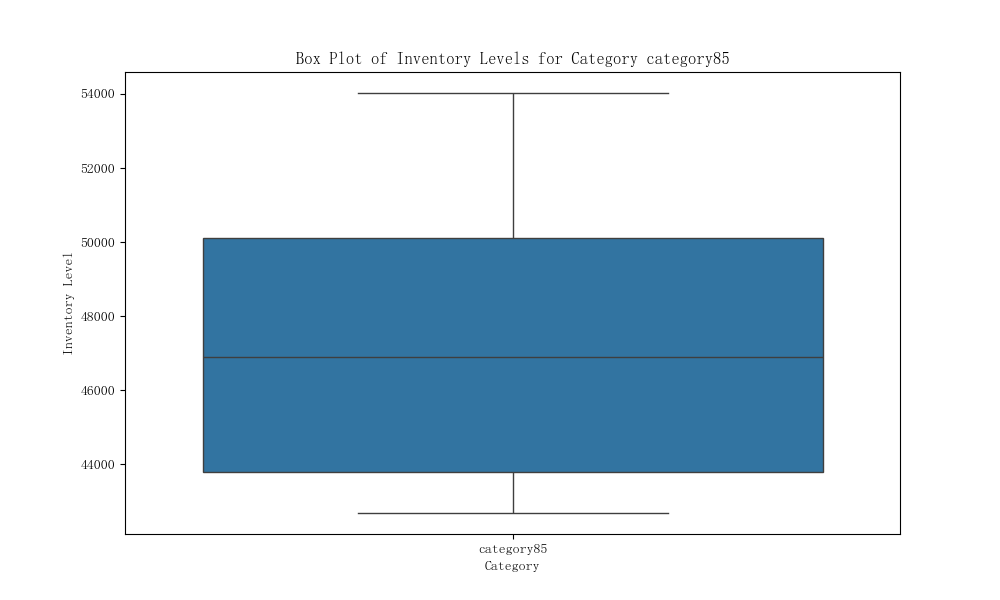 Box Plot of Inventory Levels for Category category85
54000
52000
50000
48000
46000
44000
Inventory Level
category85
Category